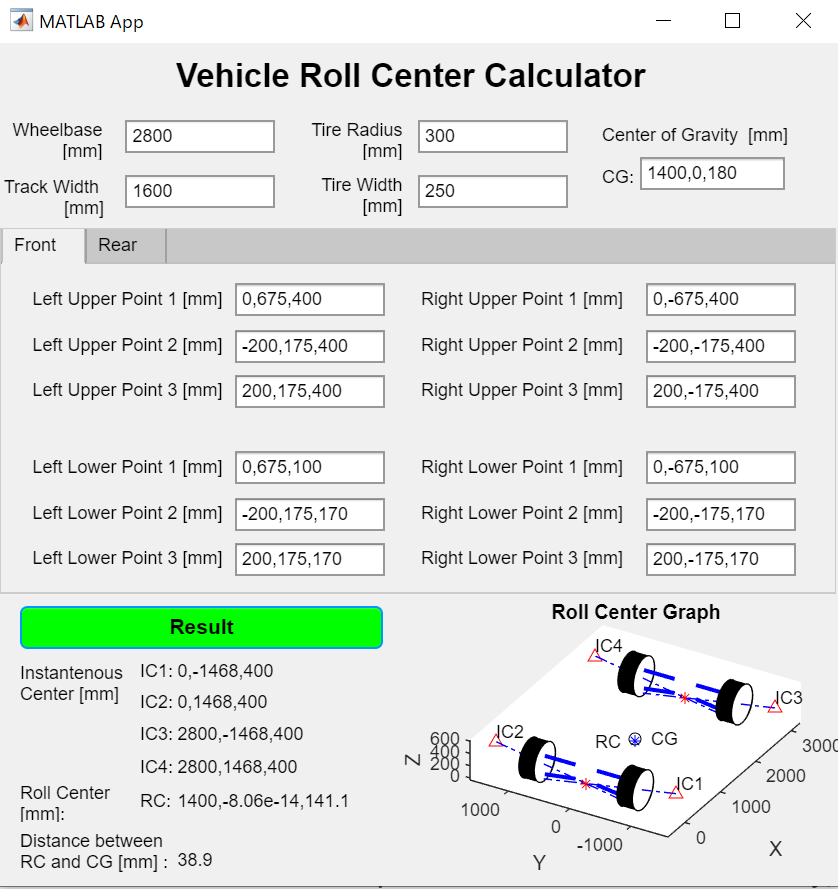 MATLAB App
Vehicle Roll Center Calculator
Wheelbase
[mm]
2800
Tire Radius
[mm]
300
Center of Gravity [mm]
Track Width
[mm]
1600
Tire Width
[mm]
250
CG: 1400,0,180
Front Rear
Left Upper Point 1 [mm] 0,675,400 Right Upper Point 1 [mm] 0,-675,400
Left Upper Point 2 [mm] -200,175,400 Right Upper Point 2 [mm] -200,-175,400
Left Upper Point 3 [mm] 200,175,400 Right Upper Point 3 [mm] 200,-175,400
Left Lower Point 1 [mm] 0,675,100 Right Lower Point 1 [mm] 0,-675,100
Left Lower Point 2 [mm] -200,175,170 Right Lower Point 2 [mm] -200,-175,170
Left Lower Point 3 [mm] 200,175,170 Right Lower Point 3 [mm] 200,-175,170
Result
Instantenous
Center [mm]
IC1: 0,-1468,400
IC2: 0,1468,400
IC3: 2800,-1468,400
IC4: 2800,1468,400
Roll Center
[mm]:
RC: 1400,-8.06e-14,141.1
Distance between
RC and CG [mm] : 38.9
Roll Center Graph
IC4
IC3
IC2
RC CG
IC1
Z
600
400
200
0
1000
0
-1000
Y
0
1000
2000
3000
X